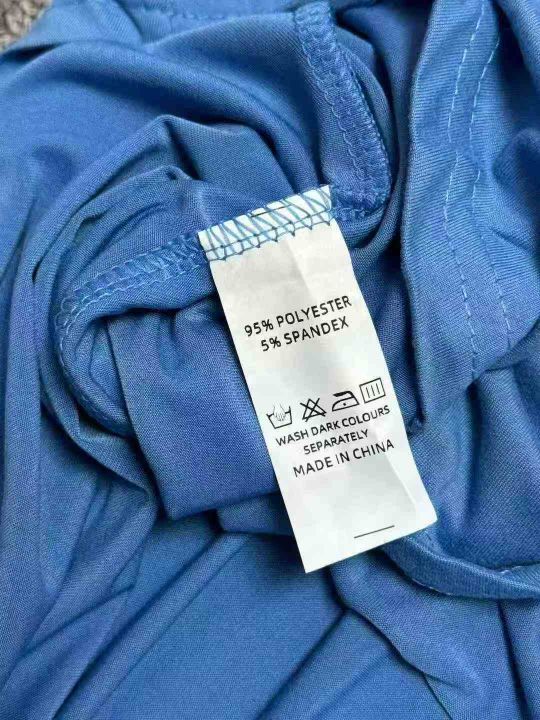 95% POLYESTER
5% SPANDEX
WASH DARK COLOURS
SEPARATELY
MADE IN CHINA